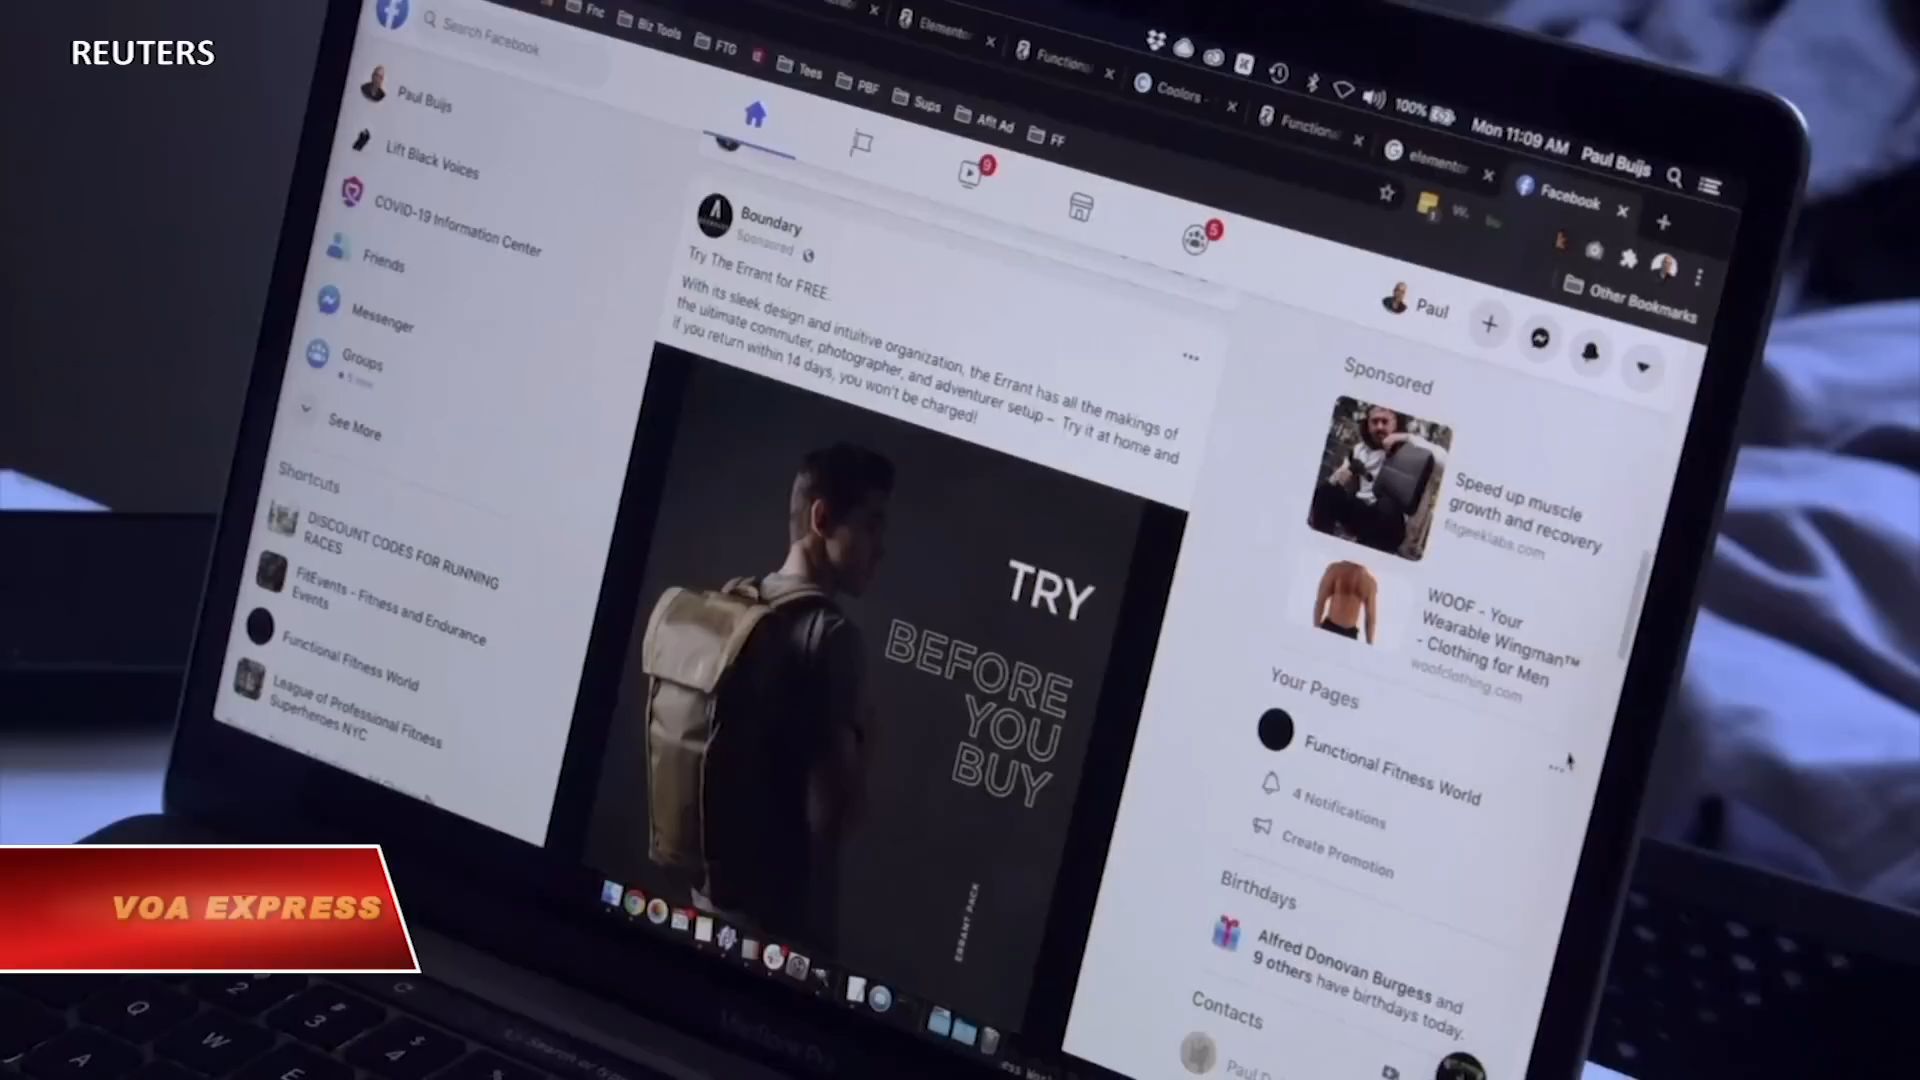 REUTERS
Fnc
Biz Tools
FTG
Tees
PBF
Sups
Aflt Ad
FF
Elementor
Functional
Coolors -
Functiona
elementor
Facebook
100%
Mon 11:09 AM
Paul Buijs
Other Bookmarks
Search Facebook
9
5
Paul
Paul Buijs
Lift Black Voices
COVID-19 Information Center
Friends
Messenger
Groups
See More
Shortcuts
DISCOUNT CODES FOR RUNNING
RACES
FitEvents - Fitness and Endurance
Events
Functional Fitness World
League of Professional Fitness
Superheroes NYC
Boundary
Sponsored
Try The Errant for FREE.
With its sleek design and intuitive organization, the Errant has all the makings of
the ultimate commuter, photographer, and adventurer setup – Try it at home and
if you return within 14 days, you won't be charged!
TRY
BEFORE
YOU
BUY
ERRANT PACK
Sponsored
Speed up muscle
growth and recovery
fitgeeklabs.com
WOOF - Your
Wearable Wingman™
- Clothing for Men
woofclothing.com
Your Pages
Functional Fitness World
4 Notifications
Create Promotion
Birthdays
Alfred Donovan Burgess and
9 others have birthdays today.
Contacts
VOA EXPRESS
2
3
4
Q
W
E
A